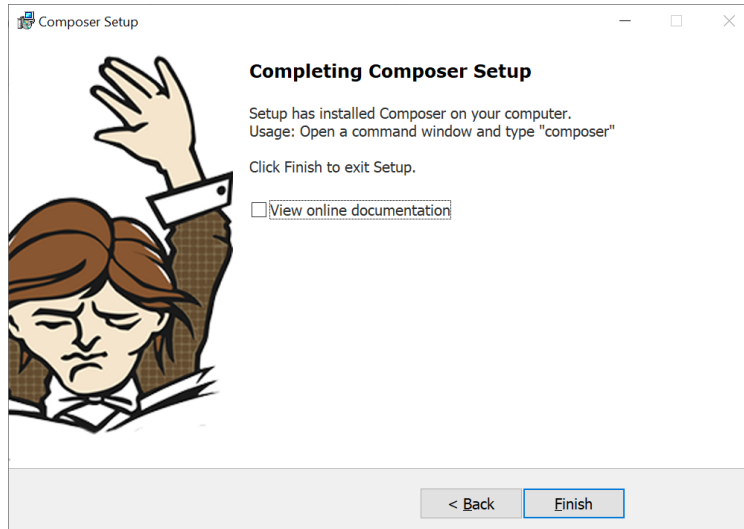 Composer Setup
Completing Composer Setup
Setup has installed Composer on your computer.
Usage: Open a command window and type "composer"
Click Finish to exit Setup.
View online documentation
< Back
Finish